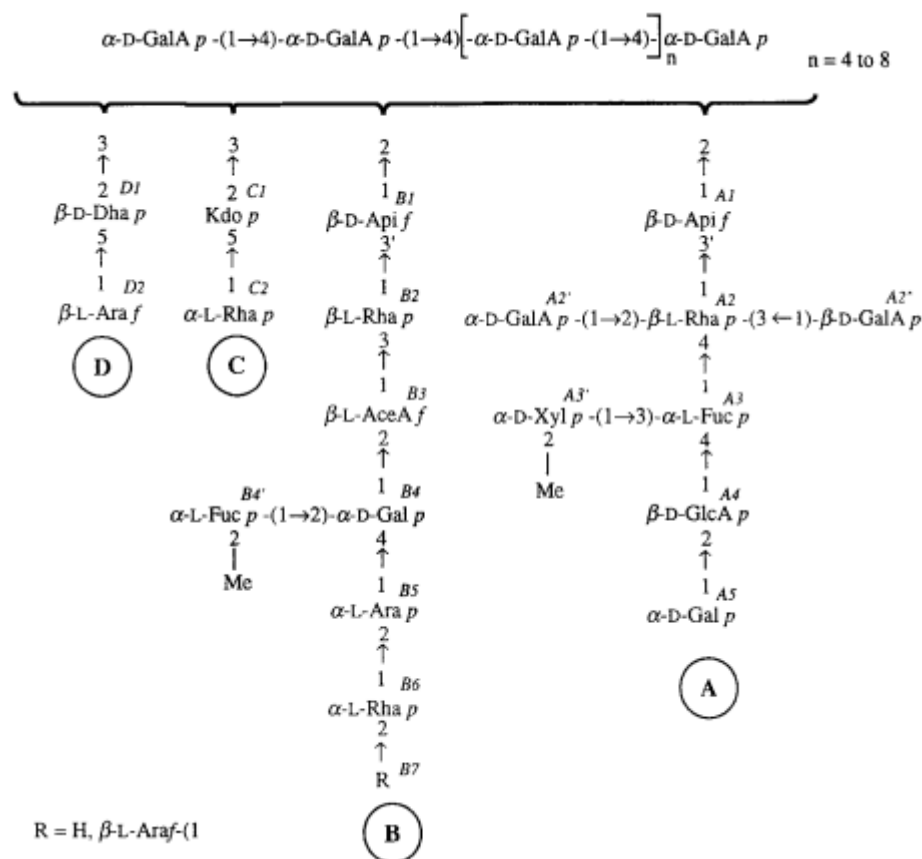 α-D-GalA p -(1→4)-α-D-GalA p -(1→4)[-α-D-GalA p -(1→4)-]n α-D-GalA p
n = 4 to 8
3 3 2 2
↑ ↑ ↑ ↑
2 D1 2 C1 1 B1 1 A1
β-D-Dha p Kdo p β-D-Api f β-D-Api f
5 5 3' 3'
↑ ↑ ↑ ↑
1 D2 1 C2 1 B2 A2' 1 A2 A2"
β-L-Ara f α-L-Rha p β-L-Rha p α-D-GalA p -(1→2)-β-L-Rha p -(3 ←1)-β-D-GalA p
D C 3 4
↑ ↑
1 B3 A3' 1 A3
β-L-AceA f α-D-Xyl p -(1→3)-α-L-Fuc p
2 2 4
↑ Me ↑
B4' 1 B4 1 A4
α-L-Fuc p -(1→2)-α-D-Gal p β-D-GlcA p
2 4 2
Me ↑ ↑
1 B5 1 A5
α-L-Ara p α-D-Gal p
2
↑ A
1 B6
α-L-Rha p
2
↑
R B7
R = H, β-L-Araf-(1 B